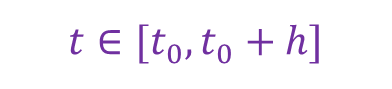 t ∈ [t₀, t₀ + h]